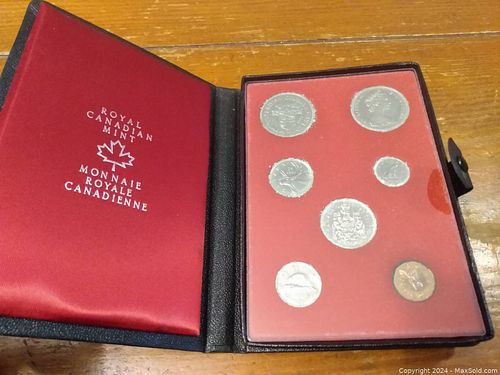 ROYAL
CANADIAN
MINT
MONNAIE
ROYALE
CANADIENNE
Copyright 2024 - MaxSold.com